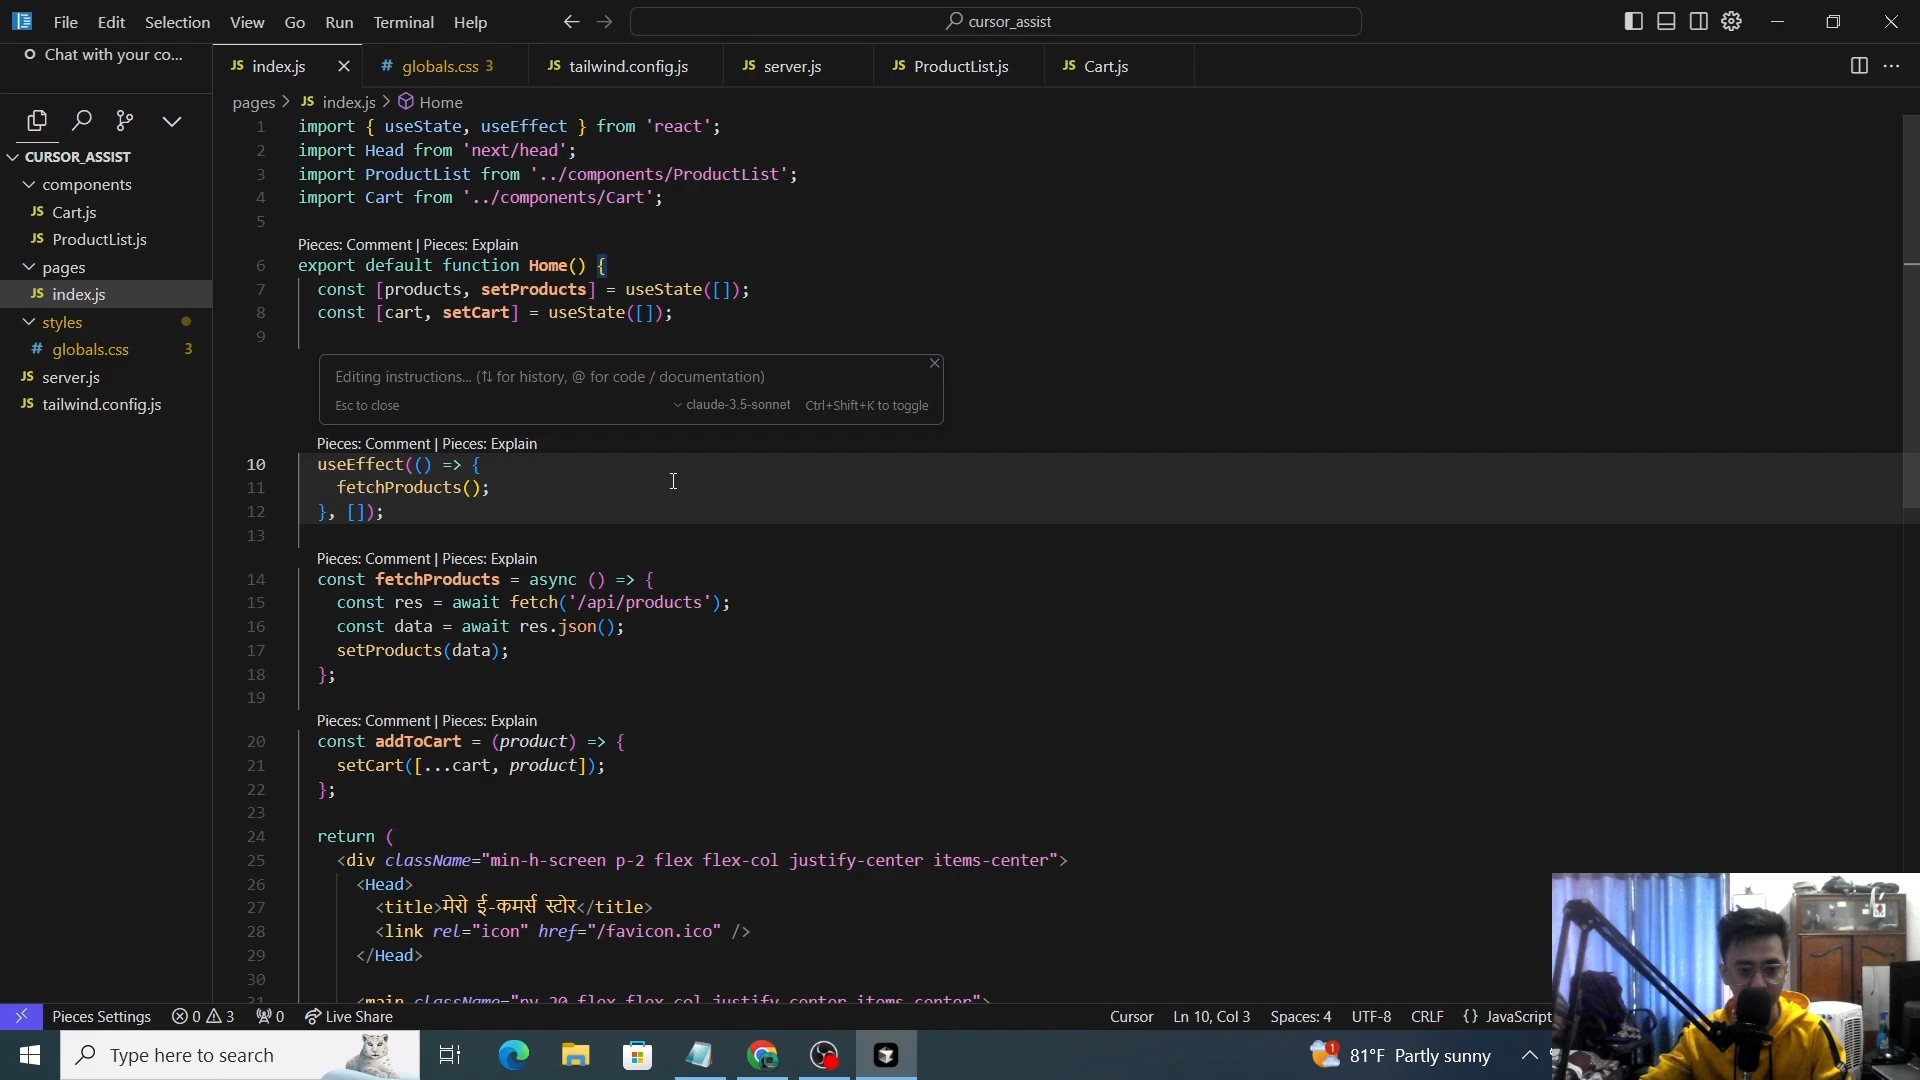 File Edit Selection View Go Run Terminal Help
cursor_assist
Chat with your co...
JS index.js
# globals.css 3
JS tailwind.config.js
JS server.js
JS ProductList.js
JS Cart.js
pages > JS index.js > Home
CURSOR_ASSIST
components
JS Cart.js
JS ProductList.js
pages
JS index.js
styles
# globals.css 3
JS server.js
JS tailwind.config.js
1 import { useState, useEffect } from 'react';
2 import Head from 'next/head';
3 import ProductList from '../components/ProductList';
4 import Cart from '../components/Cart';
5
Pieces: Comment | Pieces: Explain
6 export default function Home() {
7 const [products, setProducts] = useState([]);
8 const [cart, setCart] = useState([]);
9
Editing instructions... (⇅ for history, @ for code / documentation)
Esc to close claude-3.5-sonnet Ctrl+Shift+K to toggle
Pieces: Comment | Pieces: Explain
10 useEffect(() => {
11 fetchProducts();
12 }, []);
13
Pieces: Comment | Pieces: Explain
14 const fetchProducts = async () => {
15 const res = await fetch('/api/products');
16 const data = await res.json();
17 setProducts(data);
18 };
19
Pieces: Comment | Pieces: Explain
20 const addToCart = (product) => {
21 setCart([...cart, product]);
22 };
23
24 return (
25 <div className="min-h-screen p-2 flex flex-col justify-center items-center">
26 <Head>
27 <title>मेरो ई-कमर्स स्टोर</title>
28 <link rel="icon" href="/favicon.ico" />
29 </Head>
30
31 <main className="py-20 flex flex-col justify-center items-center">
Pieces Settings 0 3 0 Live Share
Cursor Ln 10, Col 3 Spaces: 4 UTF-8 CRLF {} JavaScript
Type here to search
1 81°F Partly sunny